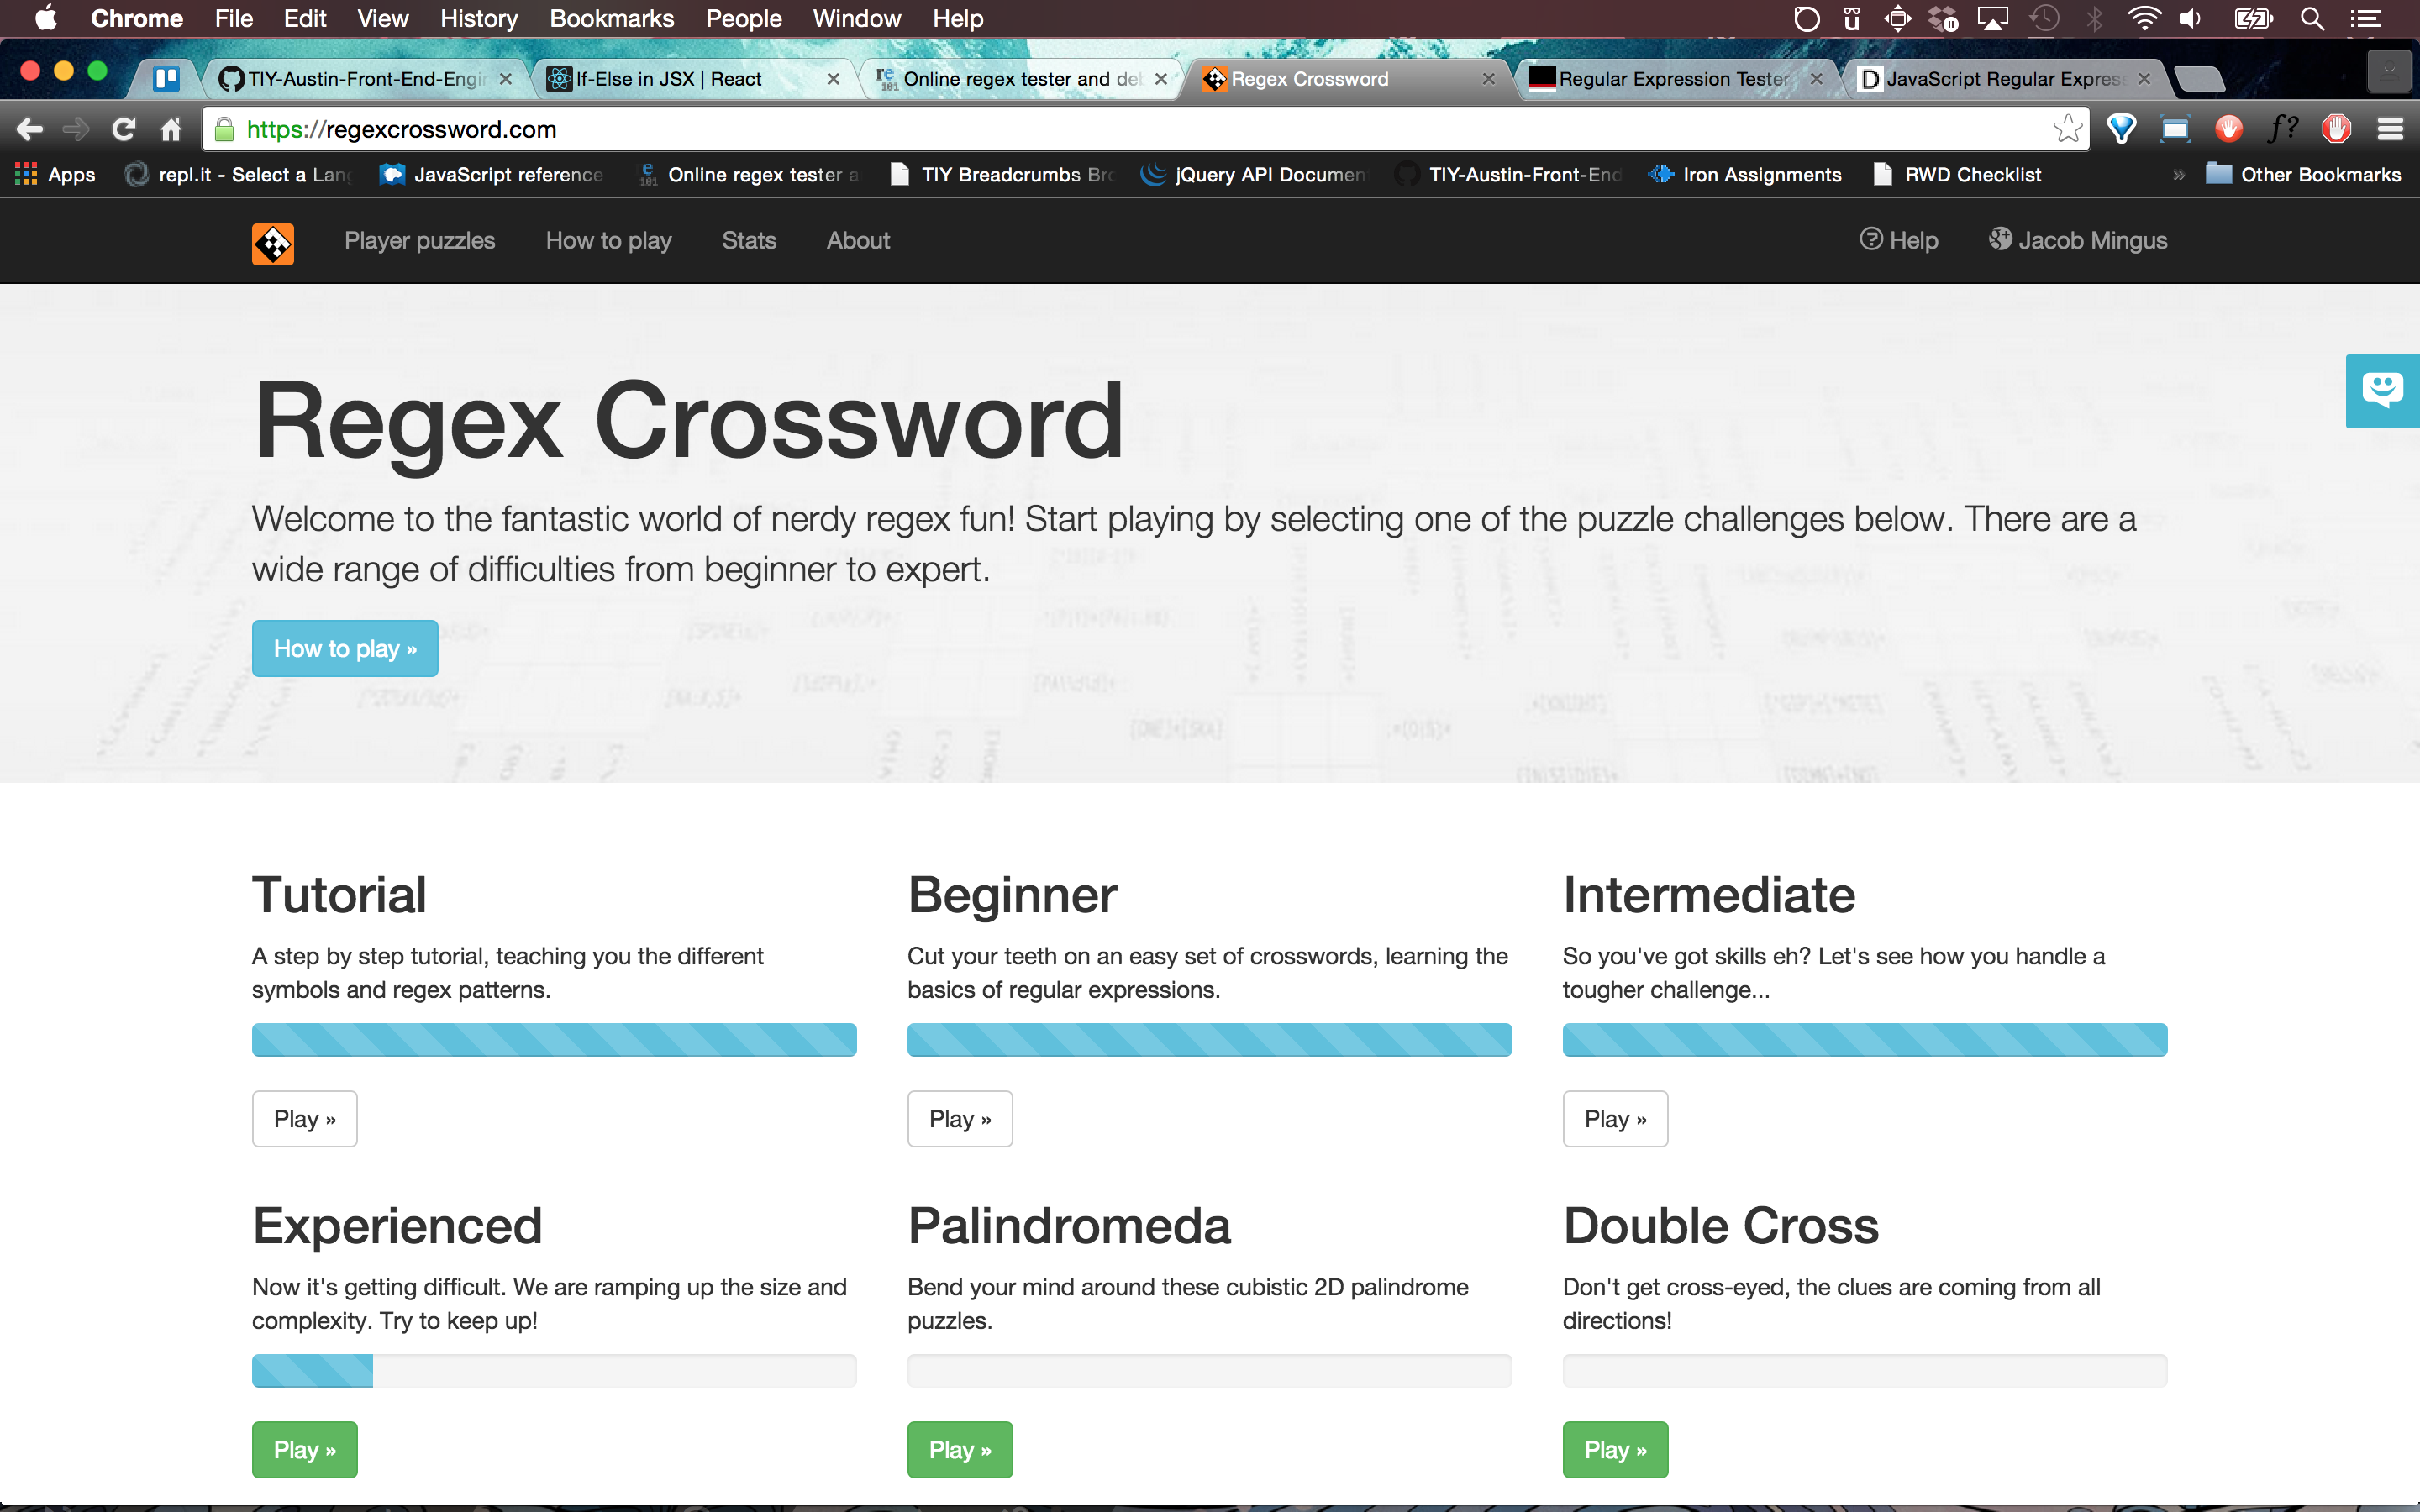 Chrome File Edit View History Bookmarks People Window Help
TIY-Austin-Front-End-Engin If-Else in JSX | React Online regex tester and deb Regex Crossword Regular Expression Tester JavaScript Regular Express
https://regexcrossword.com
Apps repl.it - Select a Lang JavaScript reference Online regex tester a TIY Breadcrumbs Bro jQuery API Document TIY-Austin-Front-End Iron Assignments RWD Checklist » Other Bookmarks
Player puzzles How to play Stats About Help Jacob Mingus
Regex Crossword
Welcome to the fantastic world of nerdy regex fun! Start playing by selecting one of the puzzle challenges below. There are a
wide range of difficulties from beginner to expert.
How to play »
Tutorial
A step by step tutorial, teaching you the different
symbols and regex patterns.
Play »
Beginner
Cut your teeth on an easy set of crosswords, learning the
basics of regular expressions.
Play »
Intermediate
So you've got skills eh? Let's see how you handle a
tougher challenge...
Play »
Experienced
Now it's getting difficult. We are ramping up the size and
complexity. Try to keep up!
Play »
Palindromeda
Bend your mind around these cubistic 2D palindrome
puzzles.
Play »
Double Cross
Don't get cross-eyed, the clues are coming from all
directions!
Play »